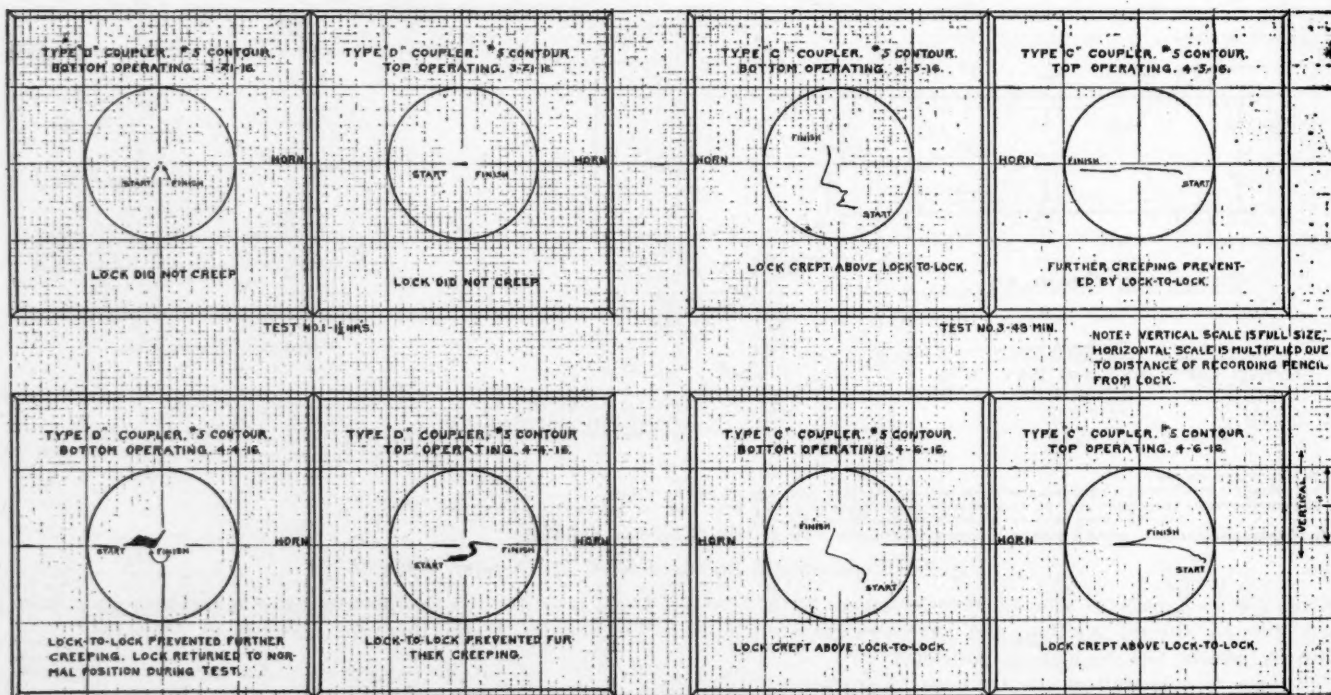 TYPE "D" COUPLER, #5 CONTOUR.
BOTTOM OPERATING. 3-21-16.
HORN
START
FINISH
LOCK DID NOT CREEP
TYPE "D" COUPLER, #5 CONTOUR.
TOP OPERATING. 3-21-16.
HORN
START
FINISH
LOCK DID NOT CREEP
TEST NO.1-1½ HRS.
TYPE "C" COUPLER. #5 CONTOUR.
BOTTOM OPERATING. 4-5-16.
HORN
FINISH
START
LOCK CREPT ABOVE LOCK-TO-LOCK.
TYPE "C" COUPLER, #5 CONTOUR,
TOP OPERATING. 4-5-16.
HORN
FINISH
START
FURTHER CREEPING PREVENT-
ED BY LOCK-TO-LOCK.
TEST NO.3-49 MIN.
NOTE: VERTICAL SCALE IS FULL SIZE,
HORIZONTAL SCALE IS MULTIPLIED DUE
TO DISTANCE OF RECORDING PENCIL
FROM LOCK.
TYPE "D" COUPLER, #5 CONTOUR.
BOTTOM OPERATING. 4-4-16.
HORN
START
FINISH
LOCK-TO-LOCK PREVENTED FURTHER
CREEPING. LOCK RETURNED TO NOR-
MAL POSITION DURING TEST.
TYPE "D" COUPLER, #5 CONTOUR
TOP OPERATING. 4-4-16.
HORN
START
FINISH
LOCK-TO-LOCK PREVENTED FUR-
THER CREEPING.
TYPE "C" COUPLER. #5 CONTOUR.
BOTTOM OPERATING. 4-6-16.
HORN
FINISH
START
LOCK CREPT ABOVE LOCK-TO-LOCK.
TYPE "C" COUPLER, #5 CONTOUR.
TOP OPERATING. 4-6-16.
HORN
FINISH
START
LOCK CREPT ABOVE LOCK-TO-LOCK.
VERTICAL